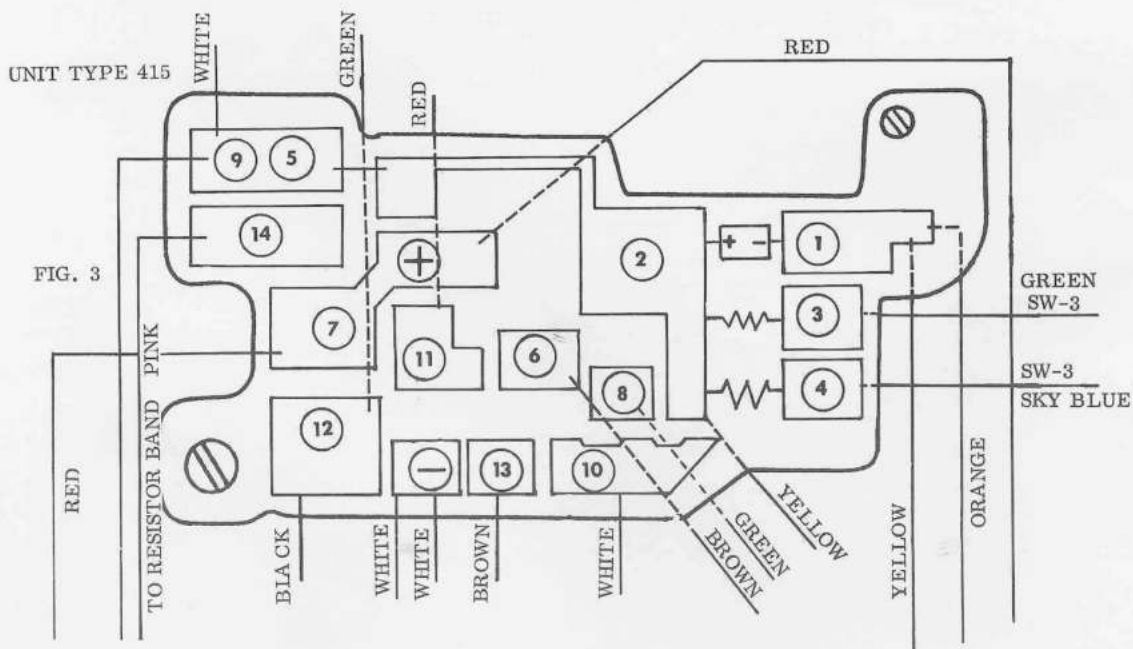 UNIT TYPE 415
WHITE
GREEN
RED
RED
9
5
14
+
2
+ -
1
FIG. 3
GREEN
SW-3
7
3
11
6
SW-3
SKY BLUE
4
8
12
−
13
10
RED
TO RESISTOR BAND PINK
BLACK
WHITE
WHITE
BROWN
WHITE
BROWN
GREEN
YELLOW
YELLOW
ORANGE